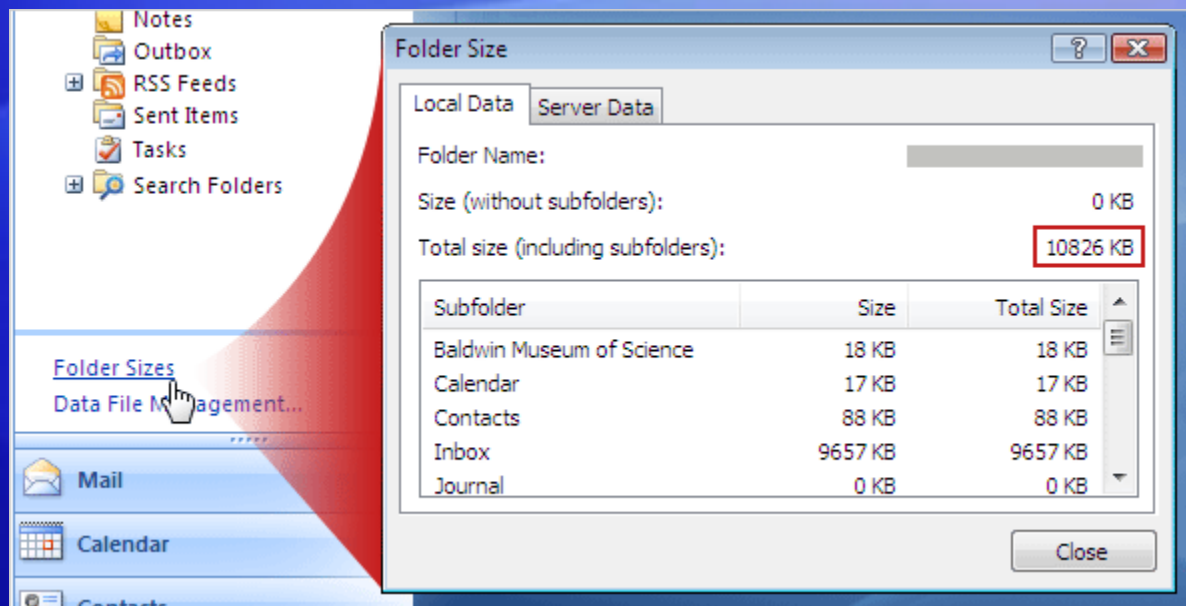 Notes
Outbox
RSS Feeds
Sent Items
Tasks
Search Folders
Folder Sizes
Data File Management...
Mail
Calendar
Contacts
Folder Size
Local Data Server Data
Folder Name:
Size (without subfolders): 0 KB
Total size (including subfolders): 10826 KB
Subfolder Size Total Size
Baldwin Museum of Science 18 KB 18 KB
Calendar 17 KB 17 KB
Contacts 88 KB 88 KB
Inbox 9657 KB 9657 KB
Journal 0 KB 0 KB
Close